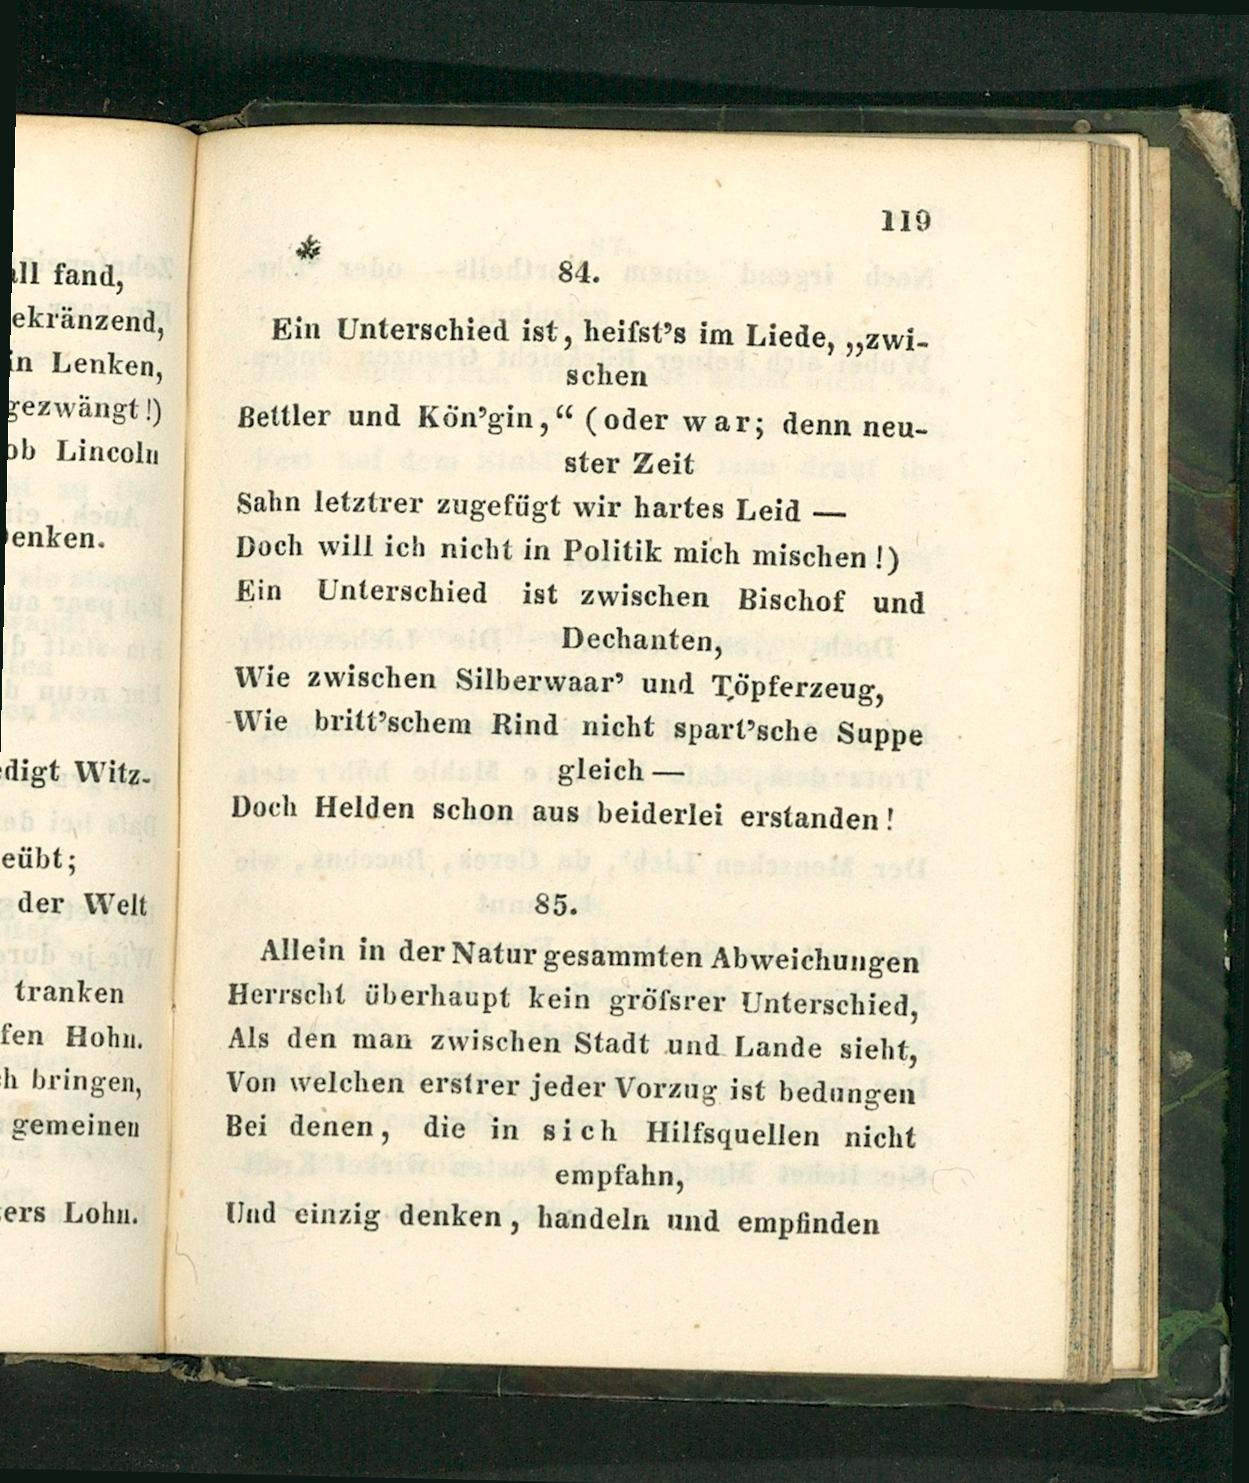 all fand,
ekränzend,
in Lenken,
gezwängt!)
ob Lincoln
Denken.
edigt Witz-
eübt;
der Welt
tranken
fen Hohn.
h bringen,
gemeinen
ters Lohn.
119
*
84.
Ein Unterschied ist, heifst's im Liede, „zwi-
schen
Bettler und Kön'gin,“ (oder war; denn neu-
ster Zeit
Sahn letztrer zugefügt wir hartes Leid —
Doch will ich nicht in Politik mich mischen!)
Ein Unterschied ist zwischen Bischof und
Dechanten,
Wie zwischen Silberwaar' und Töpferzeug,
Wie britt'schem Rind nicht spart'sche Suppe
gleich —
Doch Helden schon aus beiderlei erstanden!
85.
Allein in der Natur gesammten Abweichungen
Herrscht überhaupt kein gröfsrer Unterschied,
Als den man zwischen Stadt und Lande sieht,
Von welchen erstrer jeder Vorzug ist bedungen
Bei denen, die in sich Hilfsquellen nicht
empfahn,
Und einzig denken, handeln und empfinden